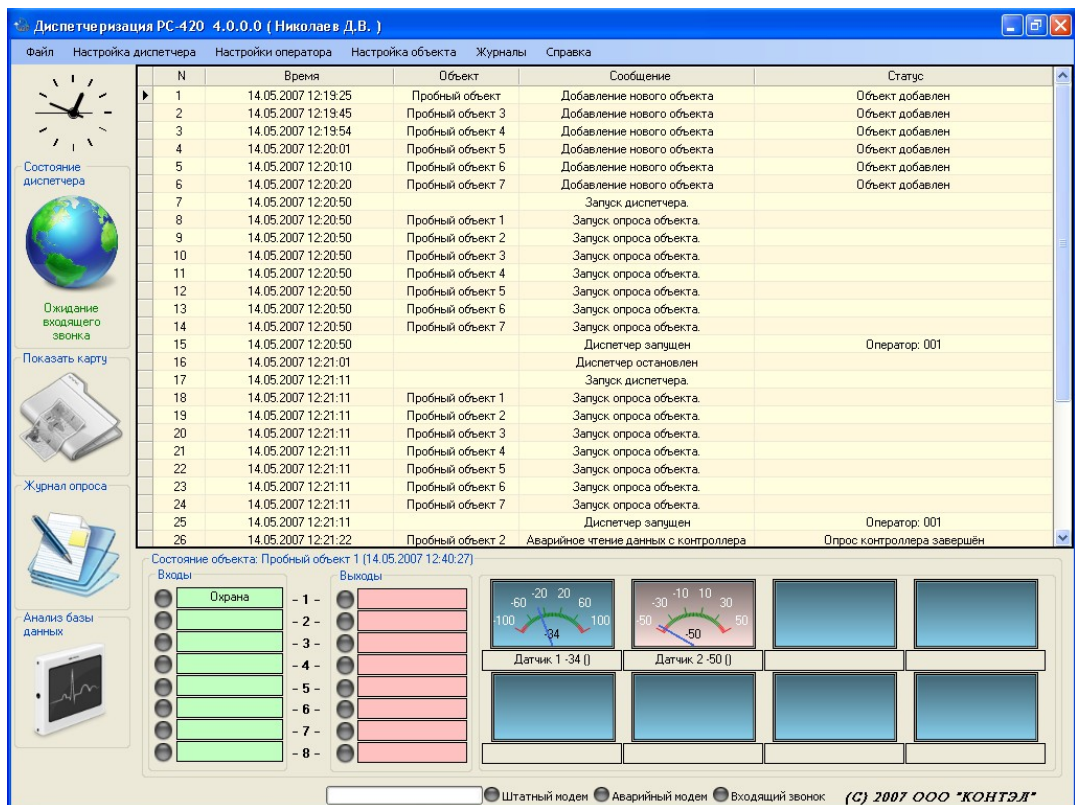 Диспетчеризация РС-420 4.0.0.0 ( Николаев Д.В. )
Файл Настройка диспетчера Настройки оператора Настройка объекта Журналы Справка
N Время Объект Сообщение Статус
1 14.05.2007 12:19:25 Пробный объект Добавление нового объекта Объект добавлен
2 14.05.2007 12:19:45 Пробный объект 3 Добавление нового объекта Объект добавлен
3 14.05.2007 12:19:54 Пробный объект 4 Добавление нового объекта Объект добавлен
4 14.05.2007 12:20:01 Пробный объект 5 Добавление нового объекта Объект добавлен
5 14.05.2007 12:20:10 Пробный объект 6 Добавление нового объекта Объект добавлен
6 14.05.2007 12:20:20 Пробный объект 7 Добавление нового объекта Объект добавлен
7 14.05.2007 12:20:50 Запуск диспетчера.
8 14.05.2007 12:20:50 Пробный объект 1 Запуск опроса объекта.
9 14.05.2007 12:20:50 Пробный объект 2 Запуск опроса объекта.
10 14.05.2007 12:20:50 Пробный объект 3 Запуск опроса объекта.
11 14.05.2007 12:20:50 Пробный объект 4 Запуск опроса объекта.
12 14.05.2007 12:20:50 Пробный объект 5 Запуск опроса объекта.
13 14.05.2007 12:20:50 Пробный объект 6 Запуск опроса объекта.
14 14.05.2007 12:20:50 Пробный объект 7 Запуск опроса объекта.
15 14.05.2007 12:20:50 Диспетчер запущен Оператор: 001
16 14.05.2007 12:21:01 Диспетчер остановлен
17 14.05.2007 12:21:11 Запуск диспетчера.
18 14.05.2007 12:21:11 Пробный объект 1 Запуск опроса объекта.
19 14.05.2007 12:21:11 Пробный объект 2 Запуск опроса объекта.
20 14.05.2007 12:21:11 Пробный объект 3 Запуск опроса объекта.
21 14.05.2007 12:21:11 Пробный объект 4 Запуск опроса объекта.
22 14.05.2007 12:21:11 Пробный объект 5 Запуск опроса объекта.
23 14.05.2007 12:21:11 Пробный объект 6 Запуск опроса объекта.
24 14.05.2007 12:21:11 Пробный объект 7 Запуск опроса объекта.
25 14.05.2007 12:21:11 Диспетчер запущен Оператор: 001
26 14.05.2007 12:21:22 Пробный объект 2 Аварийное чтение данных с контроллера Опрос контроллера завершён
Состояние
диспетчера
Ожидание
входящего
звонка
Показать карту
Журнал опроса
Анализ базы
данных
Состояние объекта: Пробный объект 1 (14.05.2007 12:40:27)
Входы Выходы
Охрана - 1 -
- 2 -
- 3 -
- 4 -
- 5 -
- 6 -
- 7 -
- 8 -
-100 -60 -20 20 60 100
-34
Датчик 1 -34 ()
-50 -30 -10 10 30 50
-50
Датчик 2 -50 ()
Штатный модем Аварийный модем Входящий звонок (C) 2007 ООО "КОНТЭЛ"